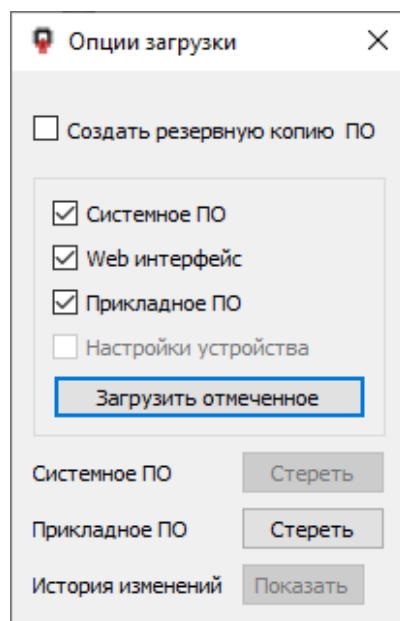 Опции загрузки
Создать резервную копию ПО
Системное ПО
Web интерфейс
Прикладное ПО
Настройки устройства
Загрузить отмеченное
Системное ПО Стереть
Прикладное ПО Стереть
История изменений Показать